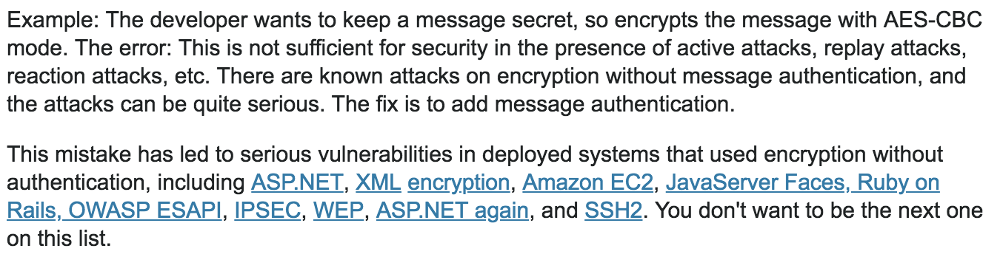 Example: The developer wants to keep a message secret, so encrypts the message with AES-CBC
mode. The error: This is not sufficient for security in the presence of active attacks, replay attacks,
reaction attacks, etc. There are known attacks on encryption without message authentication, and
the attacks can be quite serious. The fix is to add message authentication.
This mistake has led to serious vulnerabilities in deployed systems that used encryption without
authentication, including ASP.NET, XML encryption, Amazon EC2, JavaServer Faces, Ruby on
Rails, OWASP ESAPI, IPSEC, WEP, ASP.NET again, and SSH2. You don't want to be the next one
on this list.